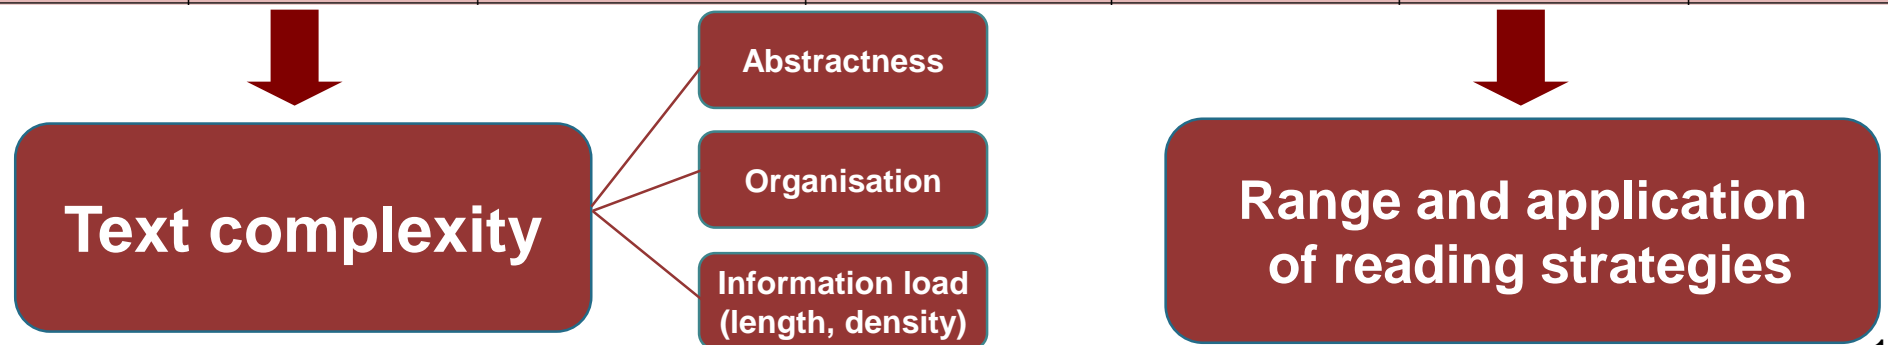 Abstractness
Organisation
Information load
(length, density)
Text complexity
Range and application
of reading strategies